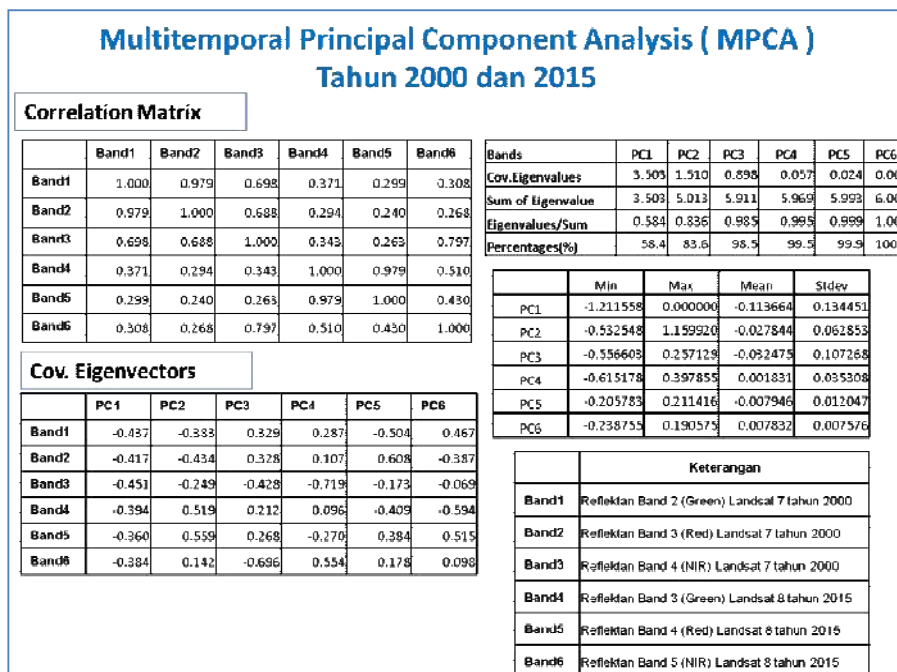 Multitemporal Principal Component Analysis ( MPCA )
Tahun 2000 dan 2015
Correlation Matrix
Band1 Band2 Band3 Band4 Band5 Band6
Band1 1.000 0.979 0.698 0.371 0.299 0.308
Band2 0.979 1.000 0.688 0.294 0.240 0.268
Band3 0.698 0.688 1.000 0.343 0.263 0.797
Band4 0.371 0.294 0.343 1.000 0.979 0.510
Band5 0.299 0.240 0.263 0.979 1.000 0.430
Band6 0.308 0.268 0.797 0.510 0.430 1.000
Cov. Eigenvectors
PC1 PC2 PC3 PC4 PC5 PC6
Band1 -0.437 -0.383 0.329 0.287 -0.504 0.467
Band2 -0.417 -0.434 0.328 0.107 0.608 -0.387
Band3 -0.451 -0.249 -0.428 -0.719 -0.173 -0.069
Band4 -0.394 0.519 0.212 0.096 -0.409 -0.594
Band5 -0.360 0.559 0.268 -0.270 0.384 0.515
Band6 -0.384 0.142 -0.696 0.554 0.178 0.098
Bands PC1 PC2 PC3 PC4 PC5 PC6
Cov.Eigenvalues 3.503 1.510 0.898 0.057 0.024
Sum of Eigenvalue 3.503 5.013 5.911 5.969 5.993
Eigenvalues/Sum 0.584 0.836 0.985 0.995 0.999
Percentages(%) 58.4 83.6 98.5 99.5 99.9 100
Min Max Mean Stdev
PC1 -1.211558 0.000000 -0.113664 0.134451
PC2 -0.532548 1.159920 -0.027844 0.062853
PC3 -0.556603 0.257129 -0.032475 0.107268
PC4 -0.615178 0.397855 0.001831 0.035308
PC5 -0.205783 0.211416 -0.007946 0.012047
PC6 -0.238755 0.190575 0.007832 0.007576
Keterangan
Band1 Reflektan Band 2 (Green) Landsat 7 tahun 2000
Band2 Reflektan Band 3 (Red) Landsat 7 tahun 2000
Band3 Reflektan Band 4 (NIR) Landsat 7 tahun 2000
Band4 Reflektan Band 3 (Green) Landsat 8 tahun 2015
Band5 Reflektan Band 4 (Red) Landsat 8 tahun 2015
Band6 Reflektan Band 5 (NIR) Landsat 8 tahun 2015